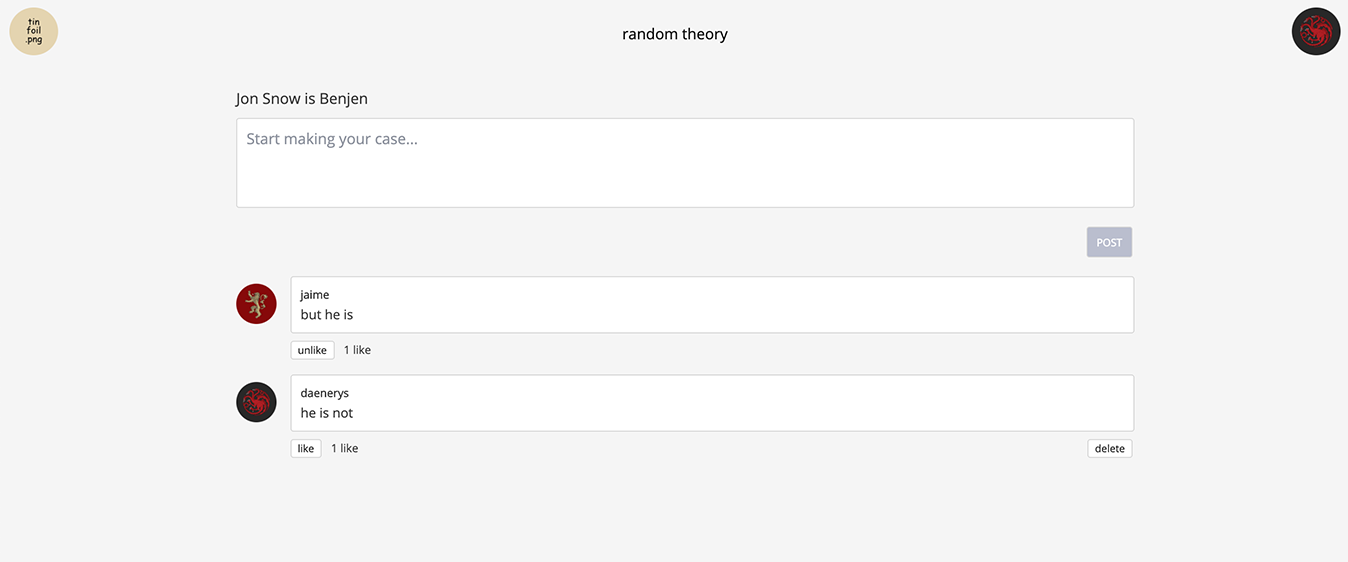 tin
foil
.png
random theory
Jon Snow is Benjen
Start making your case...
POST
jaime
but he is
unlike 1 like
daenerys
he is not
like 1 like delete